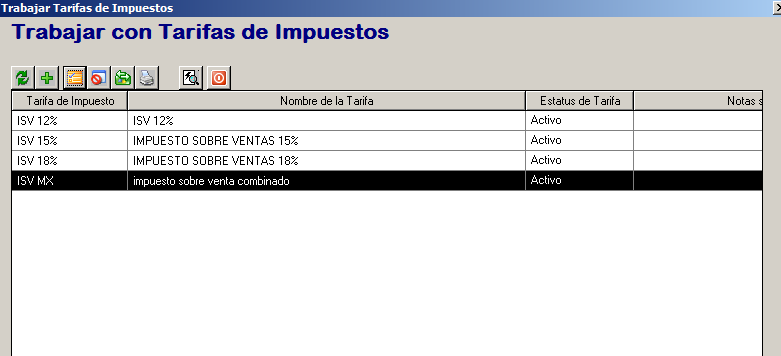 Trabajar Tarifas de Impuestos
Trabajar con Tarifas de Impuestos
Tarifa de Impuesto Nombre de la Tarifa Estatus de Tarifa Notas s
ISV 12% ISV 12% Activo
ISV 15% IMPUESTO SOBRE VENTAS 15% Activo
ISV 18% IMPUESTO SOBRE VENTAS 18% Activo
ISV MX impuesto sobre venta combinado Activo